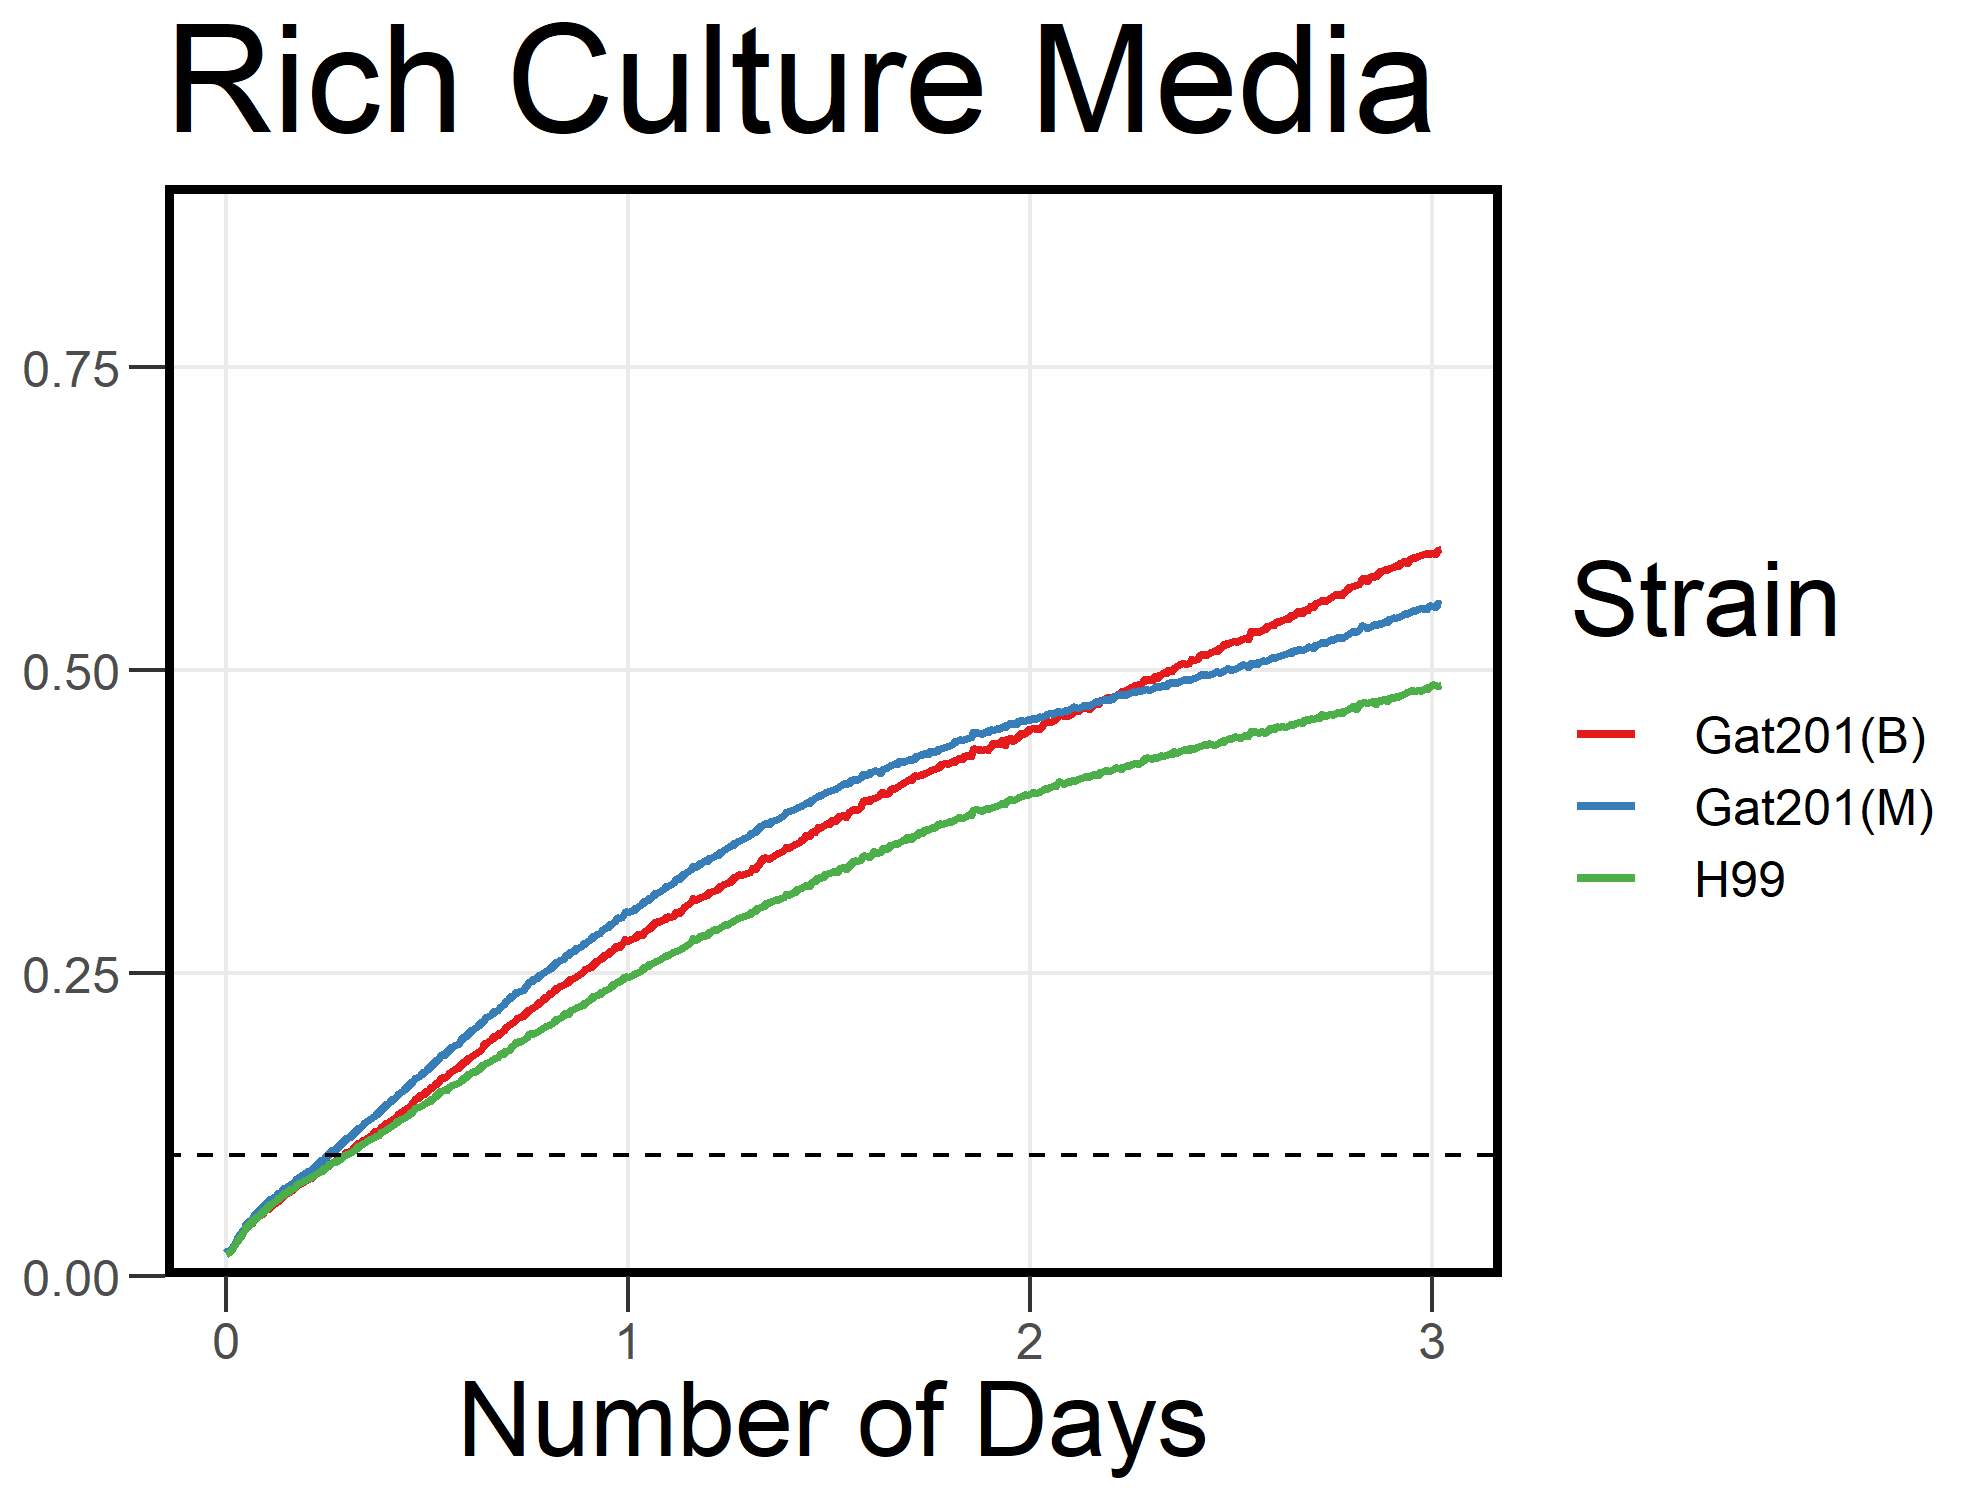 Rich Culture Media
0.75
0.50
0.25
0.00
0
1
2
3
Number of Days
Strain
Gat201(B)
Gat201(M)
H99